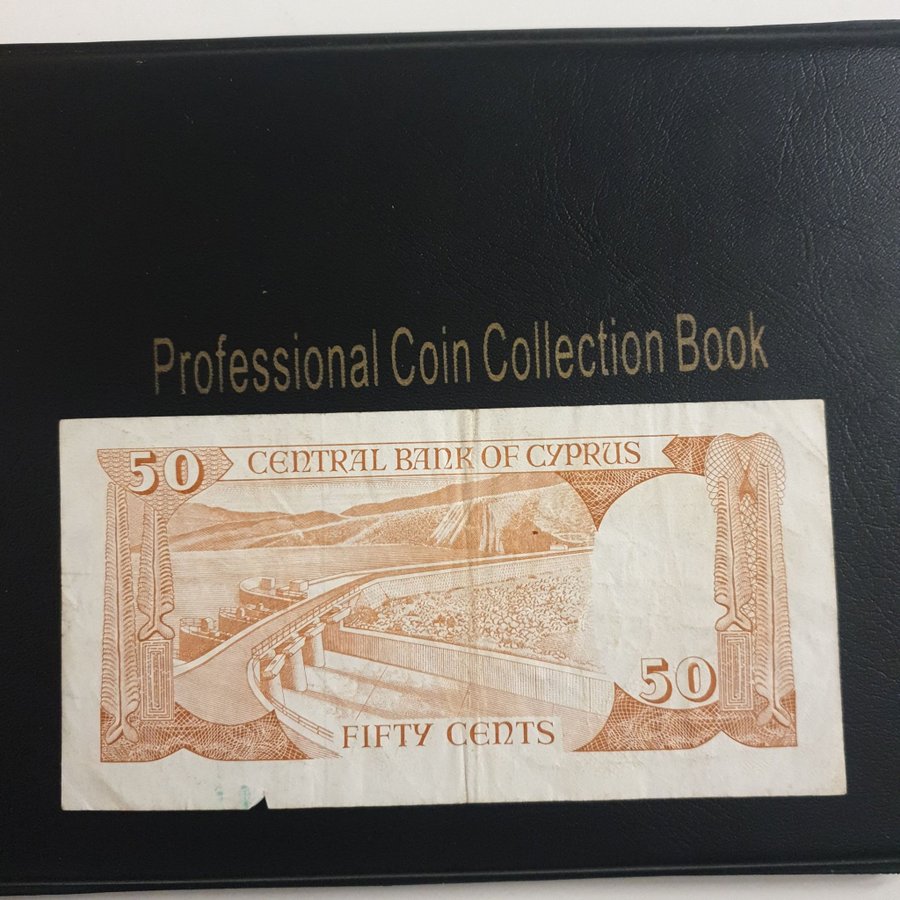 Professional Coin Collection Book
50
CENTRAL BANK OF CYPRUS
50
FIFTY CENTS